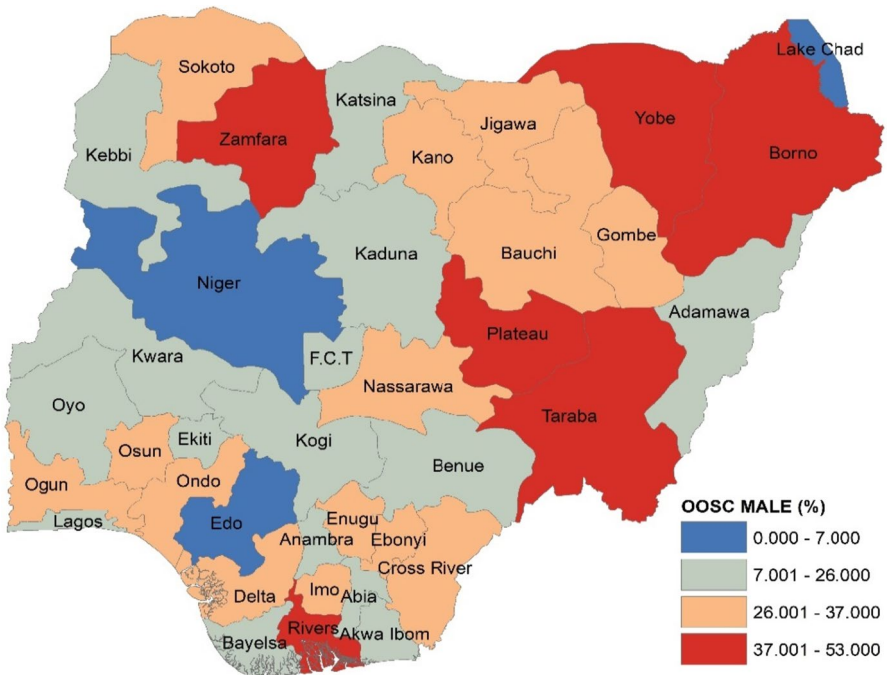 Lake Chad
Sokoto
Katsina
Zamfara
Jigawa
Yobe
Kebbi
Kano
Borno
Gombe
Kaduna
Bauchi
Niger
Adamawa
Plateau
F.C.T
Kwara
Nassarawa
Oyo
Taraba
Ekiti
Kogi
Osun
Benue
Ondo
Ogun
Lagos
Edo
Enugu
Anambra
Ebonyi
Cross River
Delta
Imo
Abia
Rivers
Akwa Ibom
Bayelsa
OOSC MALE (%)
0.000 - 7.000
7.001 - 26.000
26.001 - 37.000
37.001 - 53.000